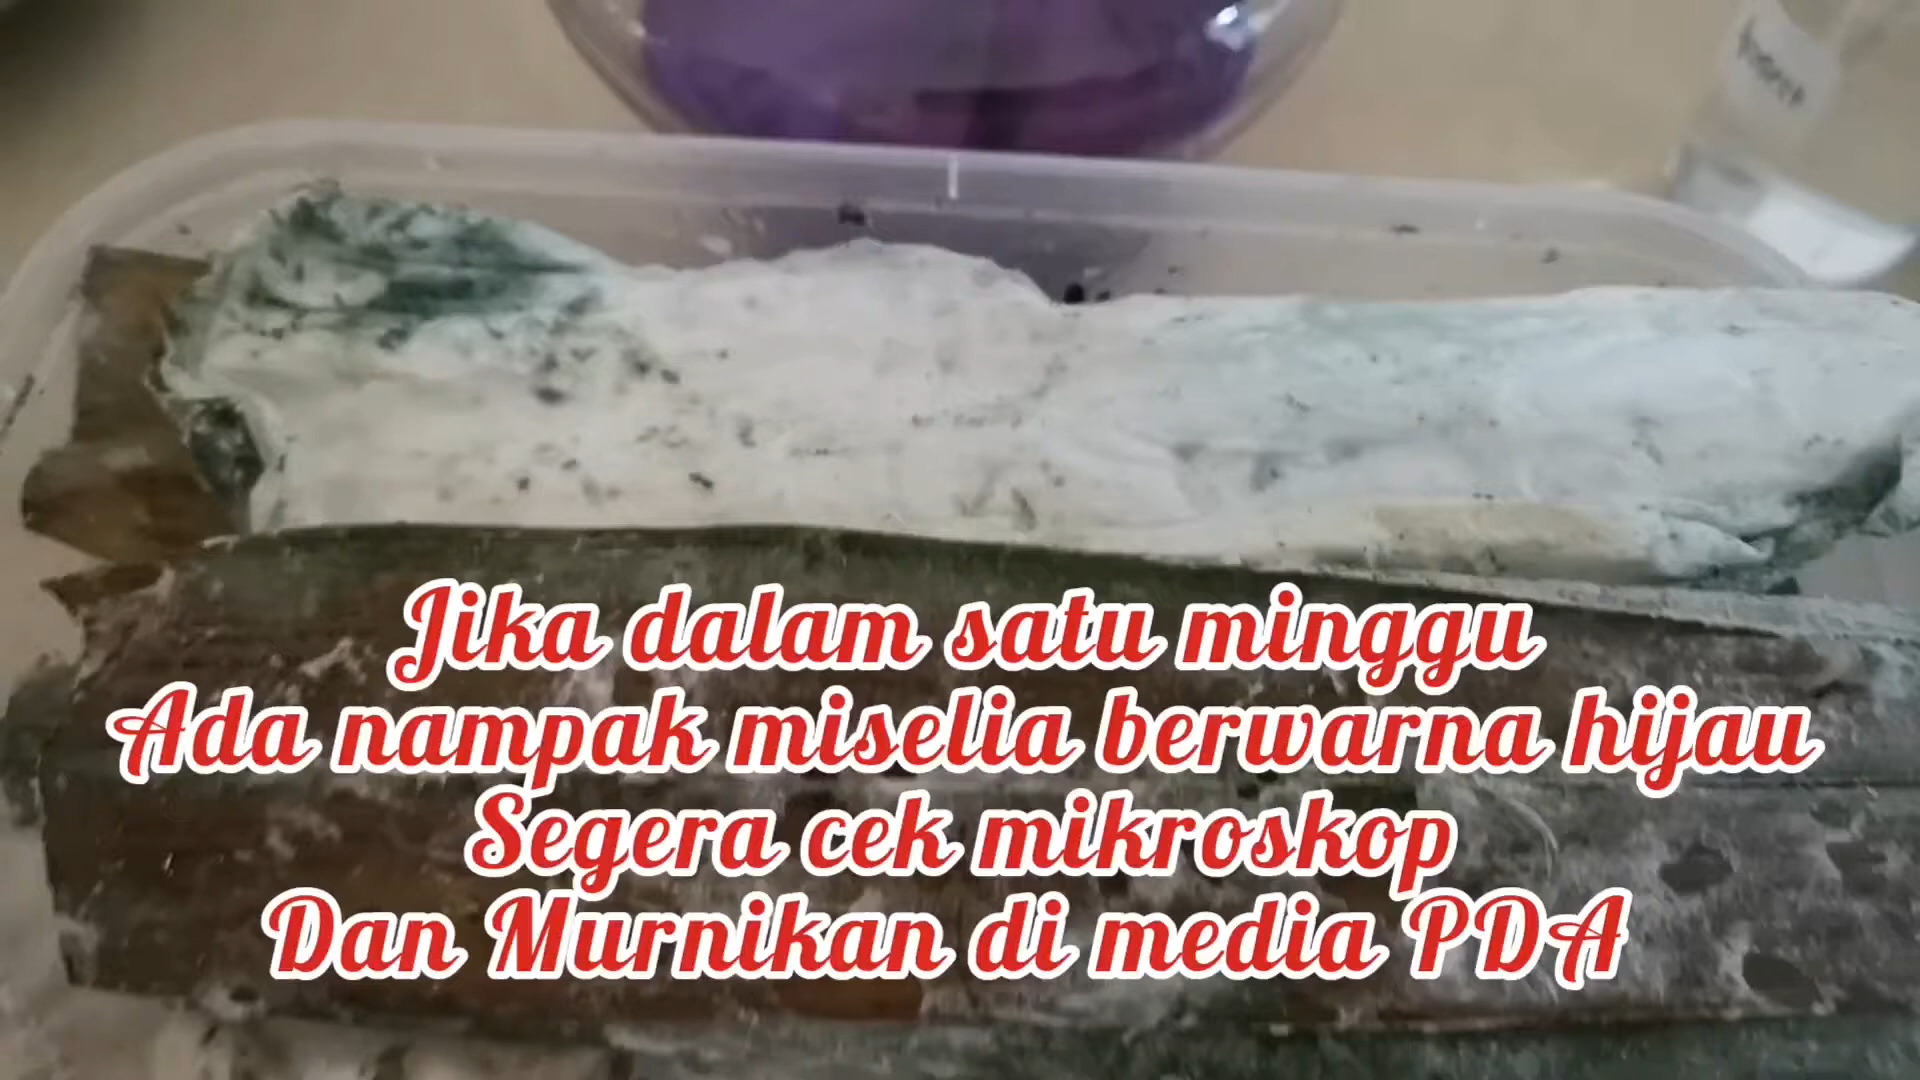 Jika dalam satu minggu
Ada nampak miselia berwarna hijau
Segera cek mikroskop
Dan Murnikan di media PDA